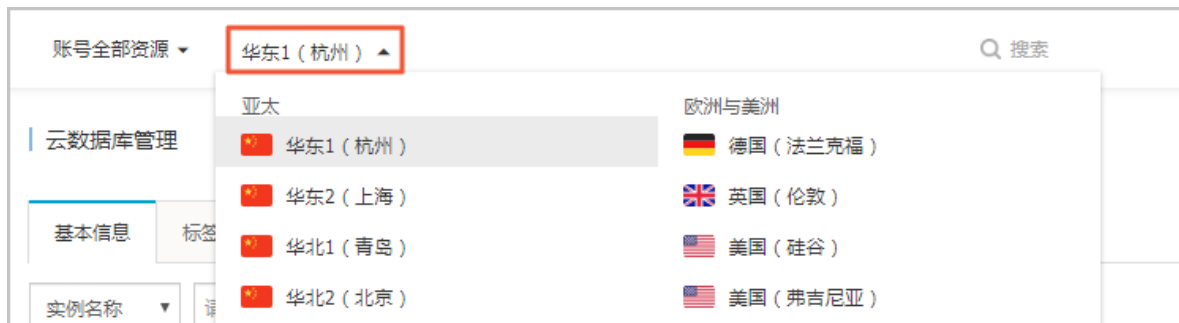 账号全部资源 华东1（杭州） 搜索
亚太 欧洲与美洲
云数据库管理 华东1（杭州） 德国（法兰克福）
华东2（上海） 英国（伦敦）
基本信息 标签 华北1（青岛） 美国（硅谷）
实例名称 华北2（北京） 美国（弗吉尼亚）